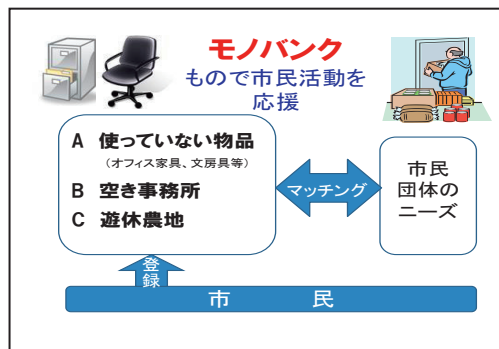 モノバンク
もので市民活動を
応援
A 使っていない物品
（オフィス家具、文房具等）
B 空き事務所
C 遊休農地
マッチング
市民
団体の
ニーズ
登録
市 民